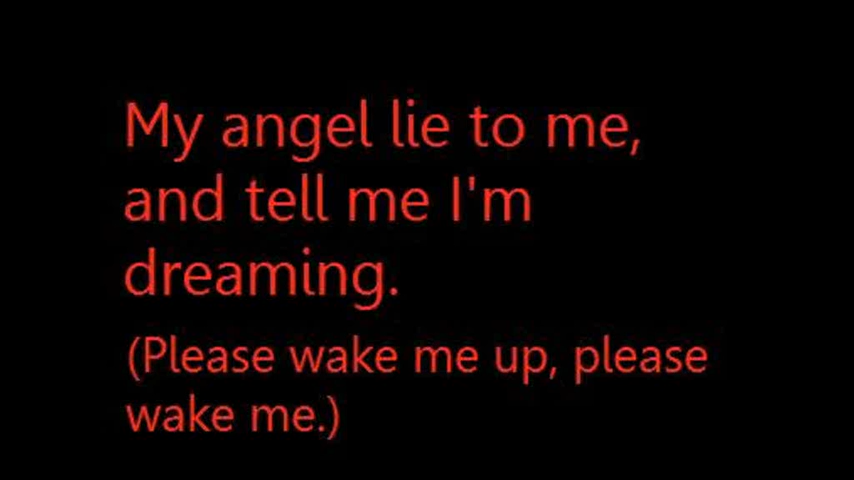 My angel lie to me,
and tell me I'm
dreaming.
(Please wake me up, please
wake me.)